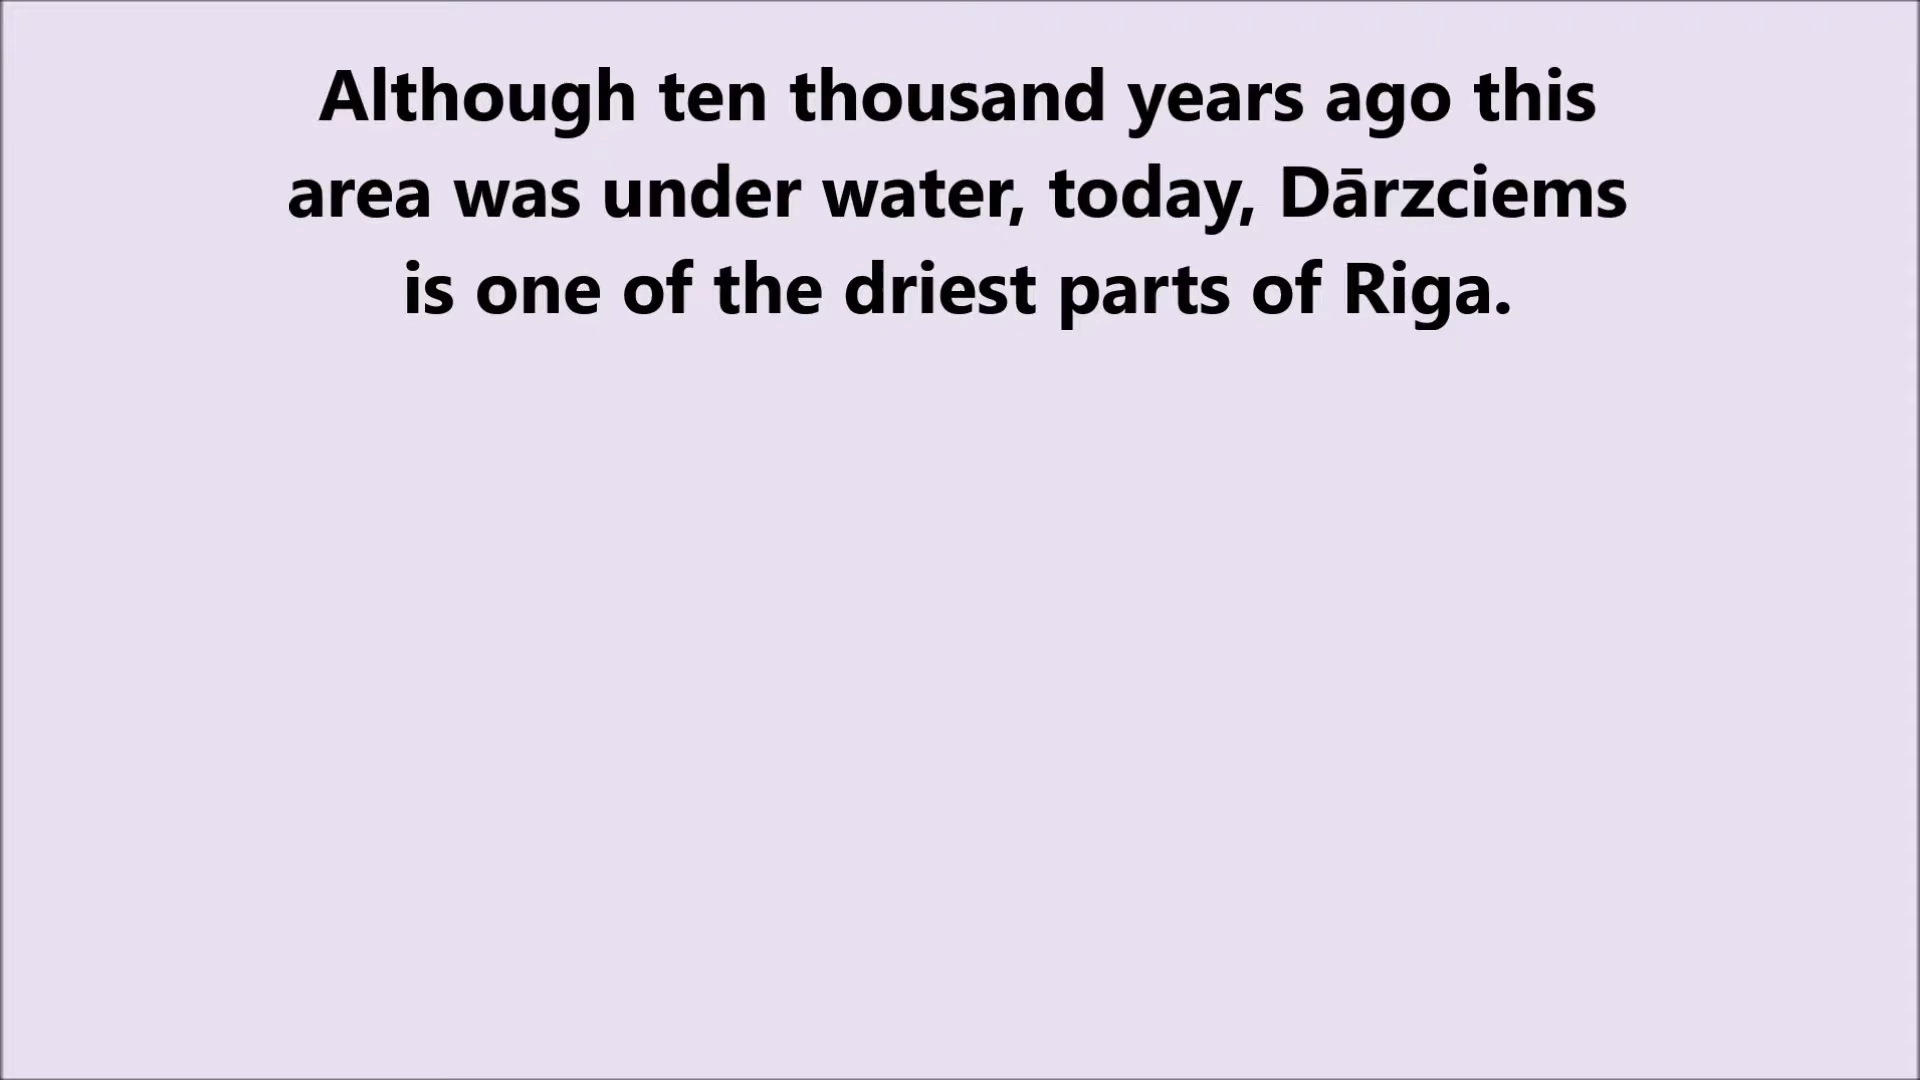 Although ten thousand years ago this
area was under water, today, Dārzciems
is one of the driest parts of Riga.